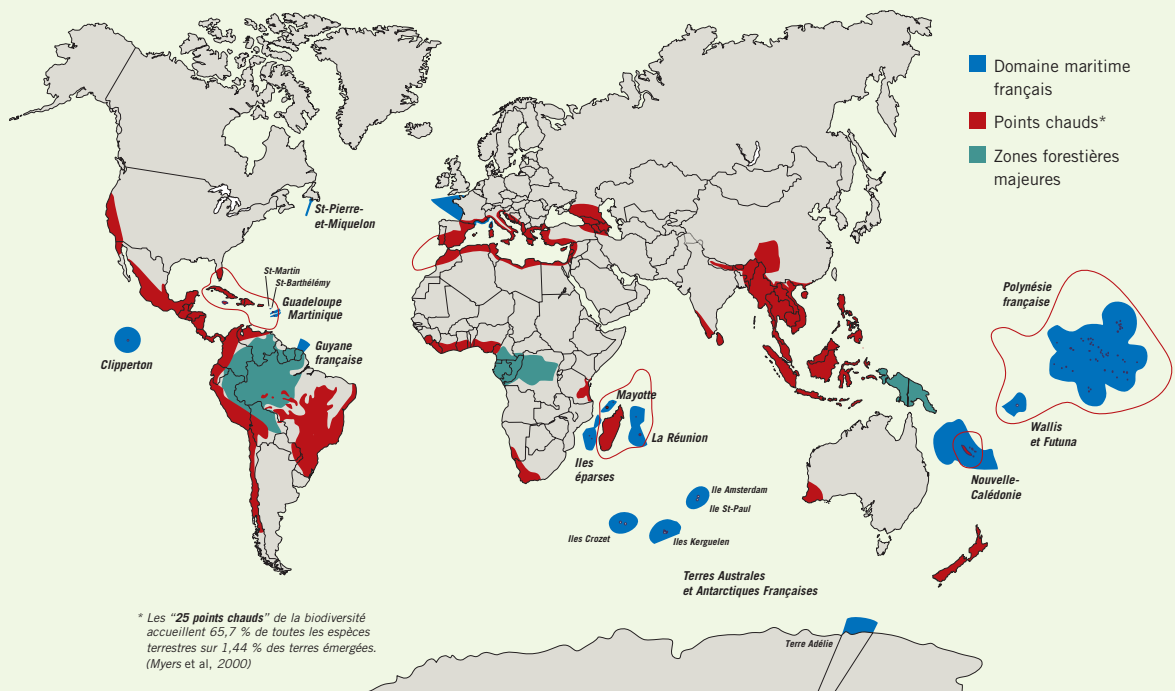 Domaine maritime
français
Points chauds*
Zones forestières
majeures
St-Pierre-
et-Miquelon
St-Martin
St-Barthélémy
Guadeloupe
Martinique
Guyane
française
Clipperton
Polynésie
française
Wallis
et Futuna
Nouvelle-
Calédonie
Mayotte
La Réunion
Iles
éparses
Ile Amsterdam
Ile St-Paul
Iles Crozet
Iles Kerguelen
Terres Australes
et Antarctiques Françaises
Terre Adélie
* Les "25 points chauds" de la biodiversité
accueillent 65,7 % de toutes les espèces
terrestres sur 1,44 % des terres émergées.
(Myers et al, 2000)